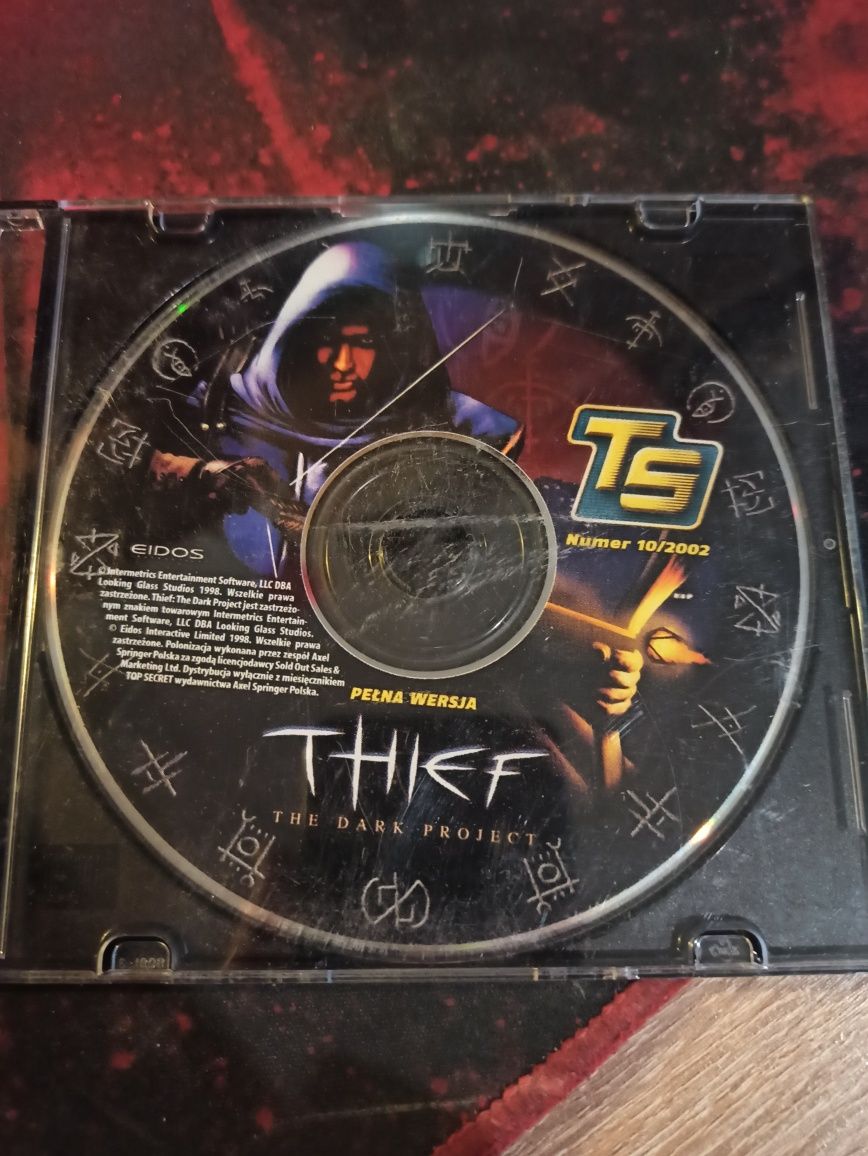 TS
Numer 10/2002
EIDOS
© Intermetrics Entertainment Software, LLC DBA
Looking Glass Studios 1998. Wszelkie prawa
zastrzeżone. Thief: The Dark Project jest zastrzeżo-
nym znakiem towarowym Intermetrics Entertain-
ment Software, LLC DBA Looking Glass Studios.
© Eidos Interactive Limited 1998. Wszelkie prawa
zastrzeżone. Polonizacja wykonana przez zespół Axel
Springer Polska za zgodą licencjodawcy Sold Out Sales &
Marketing Ltd. Dystrybucja wyłącznie z miesięcznikiem
TOP SECRET wydawnictwa Axel Springer Polska.
PEŁNA WERSJA
THIEF
THE DARK PROJECT